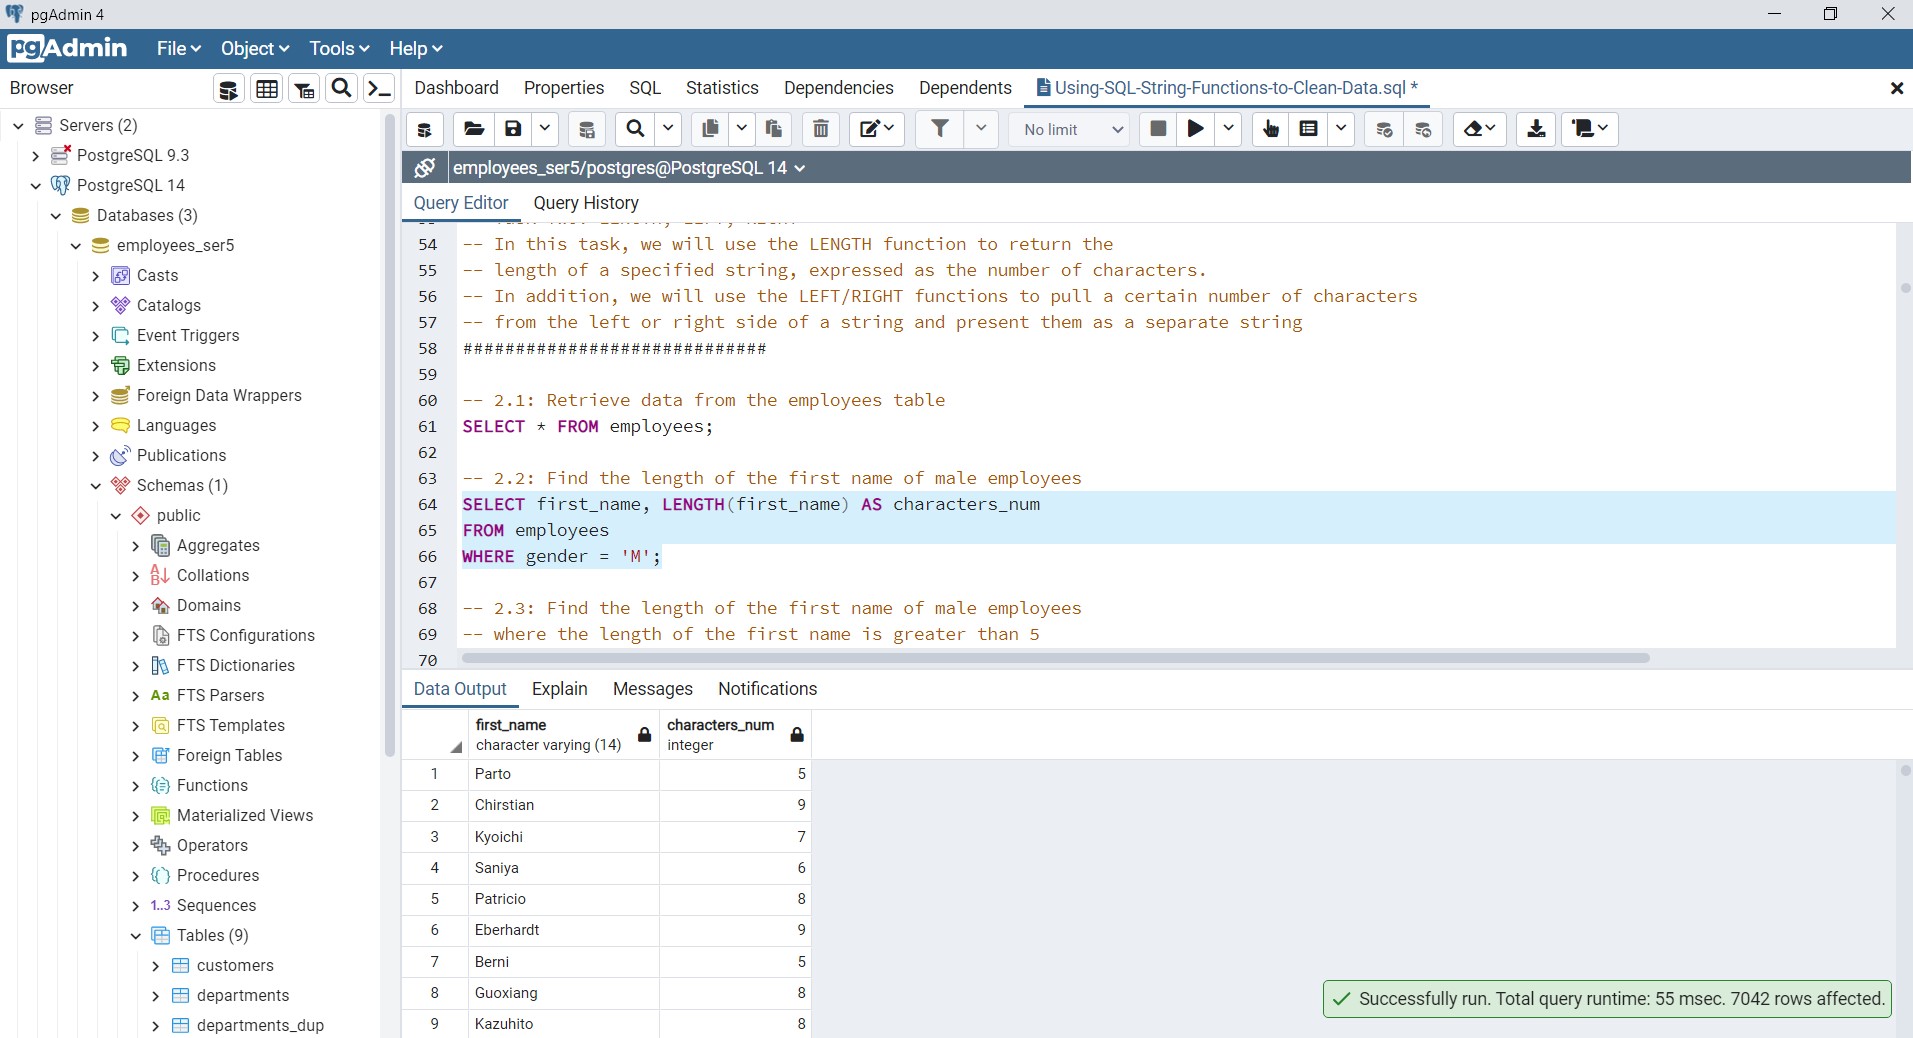 pgAdmin 4
pgAdmin
File
Object
Tools
Help
Browser
Dashboard
Properties
SQL
Statistics
Dependencies
Dependents
Using-SQL-String-Functions-to-Clean-Data.sql *
No limit
employees_ser5/postgres@PostgreSQL 14
Query Editor
Query History
Servers (2)
PostgreSQL 9.3
PostgreSQL 14
Databases (3)
employees_ser5
Casts
Catalogs
Event Triggers
Extensions
Foreign Data Wrappers
Languages
Publications
Schemas (1)
public
Aggregates
Collations
Domains
FTS Configurations
FTS Dictionaries
Aa FTS Parsers
FTS Templates
Foreign Tables
Functions
Materialized Views
Operators
Procedures
1..3 Sequences
Tables (9)
customers
departments
departments_dup
54 -- In this task, we will use the LENGTH function to return the
55 -- length of a specified string, expressed as the number of characters.
56 -- In addition, we will use the LEFT/RIGHT functions to pull a certain number of characters
57 -- from the left or right side of a string and present them as a separate string
58 #############################
59
60 -- 2.1: Retrieve data from the employees table
61 SELECT * FROM employees;
62
63 -- 2.2: Find the length of the first name of male employees
64 SELECT first_name, LENGTH(first_name) AS characters_num
65 FROM employees
66 WHERE gender = 'M';
67
68 -- 2.3: Find the length of the first name of male employees
69 -- where the length of the first name is greater than 5
70
Data Output
Explain
Messages
Notifications
first_name
character varying (14)
characters_num
integer
1 Parto 5
2 Chirstian 9
3 Kyoichi 7
4 Saniya 6
5 Patricio 8
6 Eberhardt 9
7 Berni 5
8 Guoxiang 8
9 Kazuhito 8
Successfully run. Total query runtime: 55 msec. 7042 rows affected.